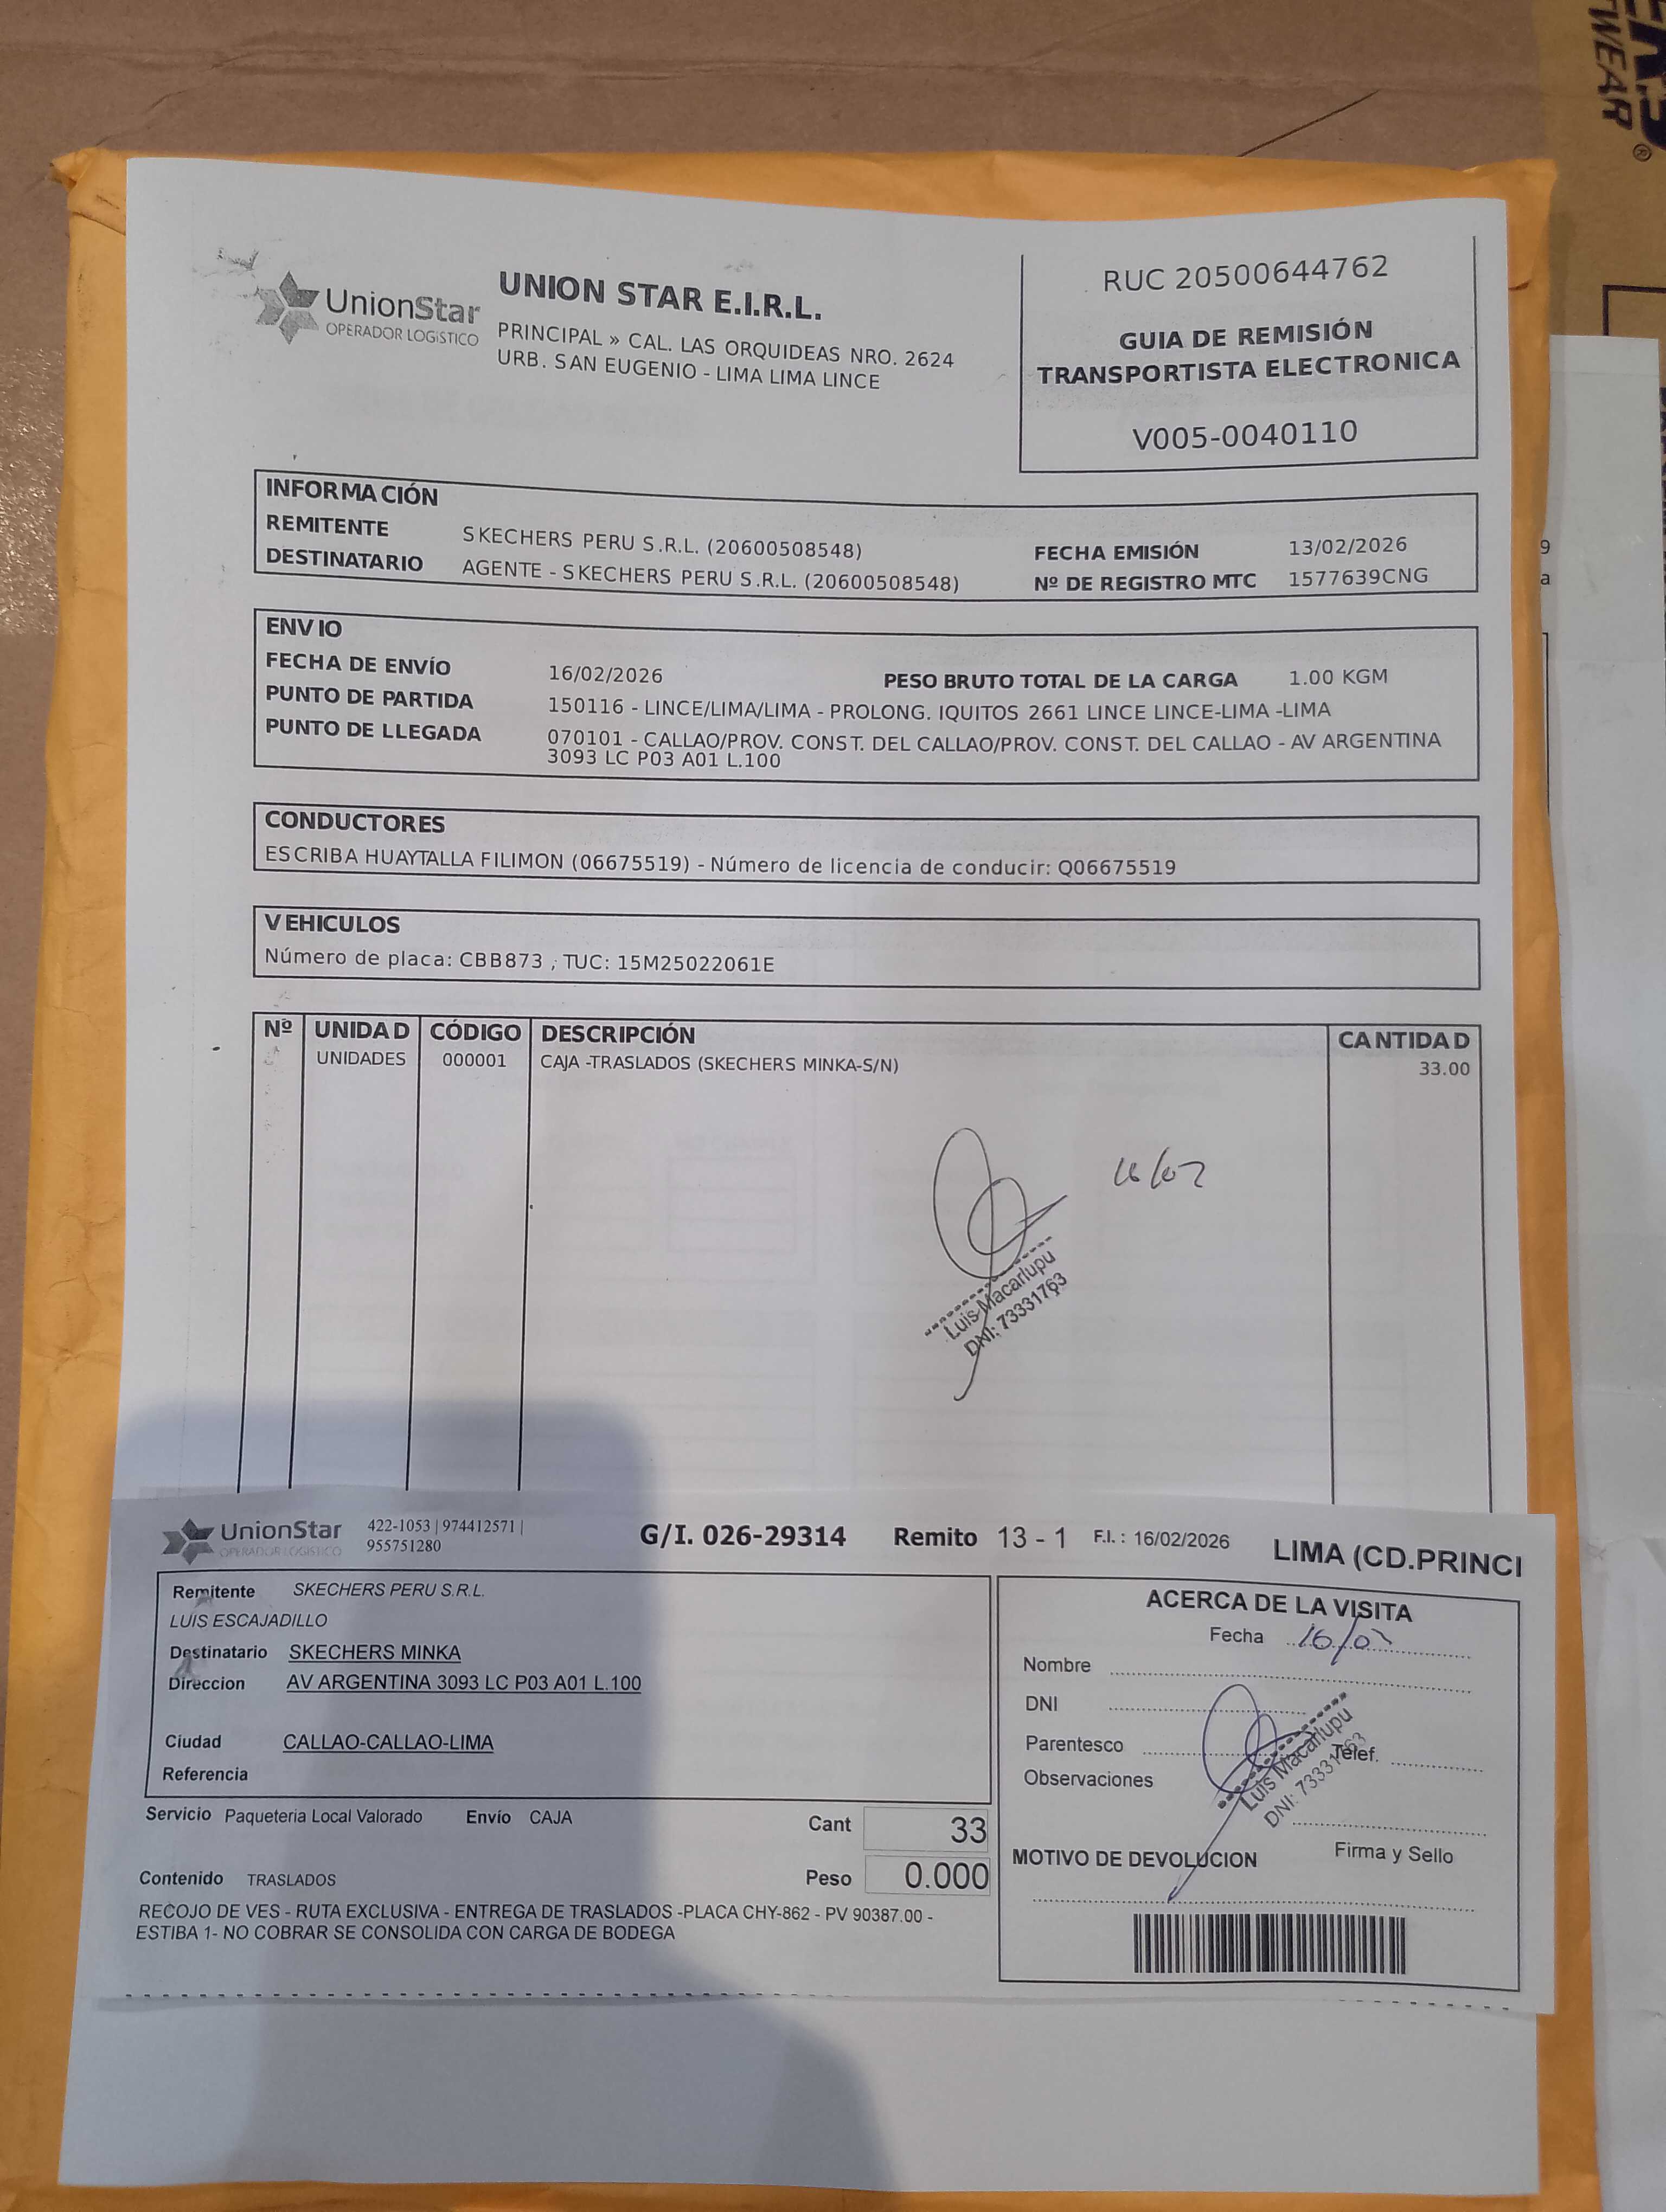 ERS
TWEAR
®
UnionStar
OPERADOR LOGÍSTICO
UNION STAR E.I.R.L.
PRINCIPAL » CAL. LAS ORQUIDEAS NRO. 2624
URB. SAN EUGENIO - LIMA LIMA LINCE
RUC 20500644762
GUIA DE REMISIÓN
TRANSPORTISTA ELECTRONICA
V005-0040110
INFORMACIÓN
REMITENTE SKECHERS PERU S.R.L. (20600508548) FECHA EMISIÓN 13/02/2026
DESTINATARIO AGENTE - SKECHERS PERU S.R.L. (20600508548) Nº DE REGISTRO MTC 1577639CNG
ENVIO
FECHA DE ENVÍO 16/02/2026 PESO BRUTO TOTAL DE LA CARGA 1.00 KGM
PUNTO DE PARTIDA 150116 - LINCE/LIMA/LIMA - PROLONG. IQUITOS 2661 LINCE LINCE-LIMA -LIMA
PUNTO DE LLEGADA 070101 - CALLAO/PROV. CONST. DEL CALLAO/PROV. CONST. DEL CALLAO - AV ARGENTINA
3093 LC P03 A01 L.100
CONDUCTORES
ESCRIBA HUAYTALLA FILIMON (06675519) - Número de licencia de conducir: Q06675519
VEHICULOS
Número de placa: CBB873 ; TUC: 15M25022061E
Nº UNIDAD CÓDIGO DESCRIPCIÓN CANTIDAD
UNIDADES 000001 CAJA -TRASLADOS (SKECHERS MINKA-S/N) 33.00
16/02
Luis Macarlupu
DNI: 73331763
UnionStar
OPERADOR LOGISTICO
422-1053 | 974412571 |
955751280
G/I. 026-29314 Remito 13 - 1 F.I. : 16/02/2026 LIMA (CD.PRINCI
Remitente SKECHERS PERU S.R.L.
LUIS ESCAJADILLO
Destinatario SKECHERS MINKA
Direccion AV ARGENTINA 3093 LC P03 A01 L.100
Ciudad CALLAO-CALLAO-LIMA
Referencia
Servicio Paqueteria Local Valorado Envío CAJA Cant 33
Contenido TRASLADOS Peso 0.000
RECOJO DE VES - RUTA EXCLUSIVA - ENTREGA DE TRASLADOS -PLACA CHY-862 - PV 90387.00 -
ESTIBA 1- NO COBRAR SE CONSOLIDA CON CARGA DE BODEGA
ACERCA DE LA VISITA
Fecha 16/02
Nombre
DNI
Parentesco Telef.
Observaciones
Luis Macarlupu
DNI: 73331763
Firma y Sello
MOTIVO DE DEVOLUCION
9
a